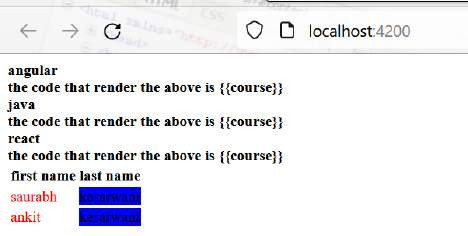 localhost:4200
angular
the code that render the above is {{course}}
java
the code that render the above is {{course}}
react
the code that render the above is {{course}}
first name last name
saurabh kesarwani
ankit kesarwani